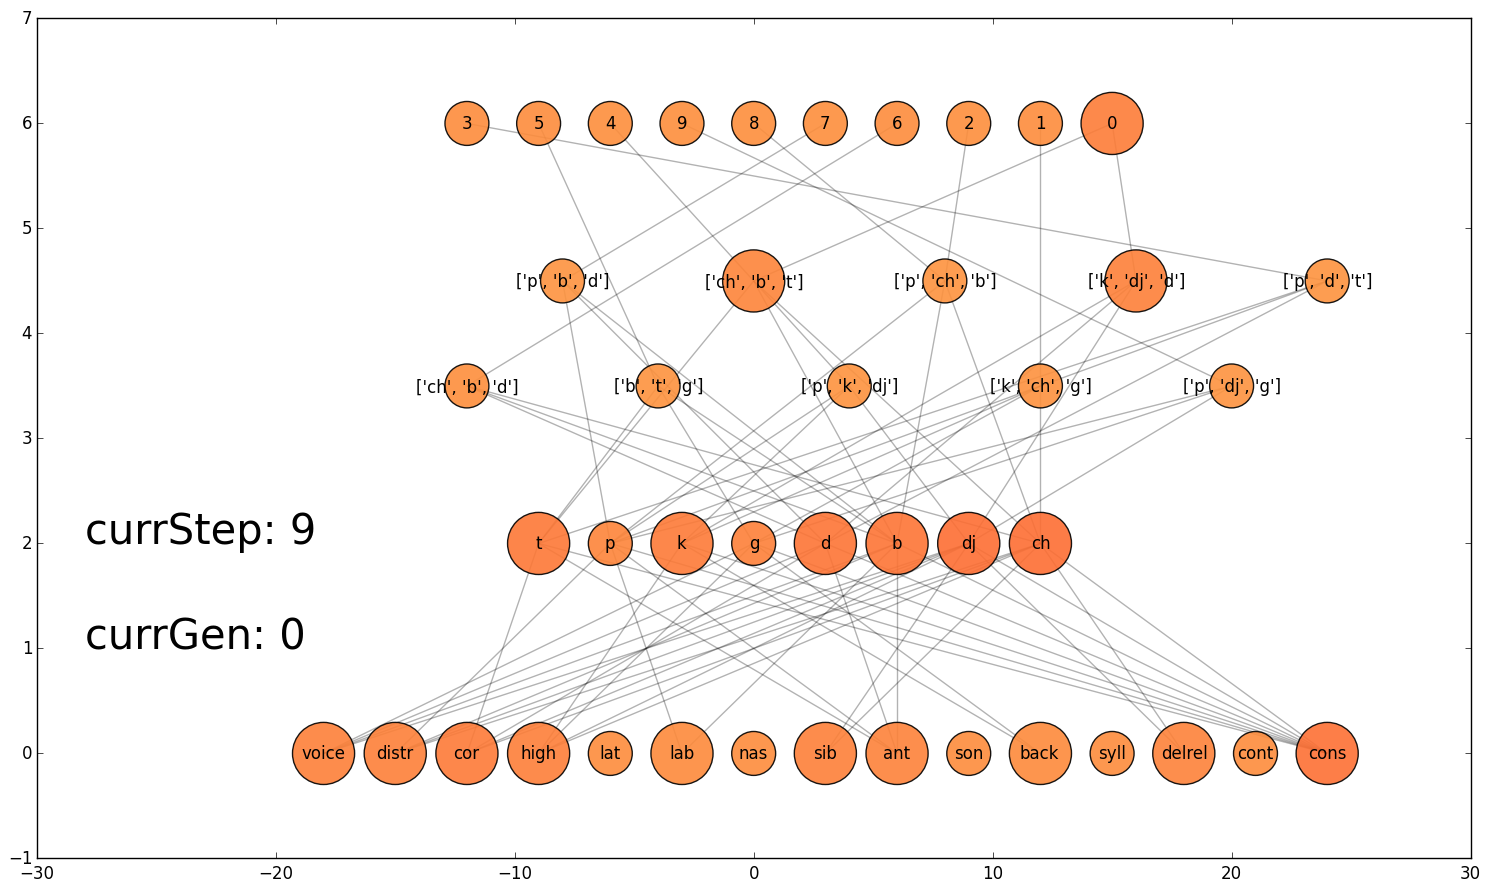 7
6
3 5 4 9 8 7 6 2 1 0
5
['p', 'b', 'd'] ['ch', 'b', 't'] ['p', 'ch', 'b'] ['k', 'dj', 'd'] ['p', 'd', 't']
4
['ch', 'b', 'd'] ['b', 't', 'g'] ['p', 'k', 'dj'] ['k', 'ch', 'g'] ['p', 'dj', 'g']
3
currStep: 9
2
t p k g d b dj ch
currGen: 0
1
0
voice distr cor high lat lab nas sib ant son back syll delrel cont cons
−1
−30 −20 −10 0 10 20 30